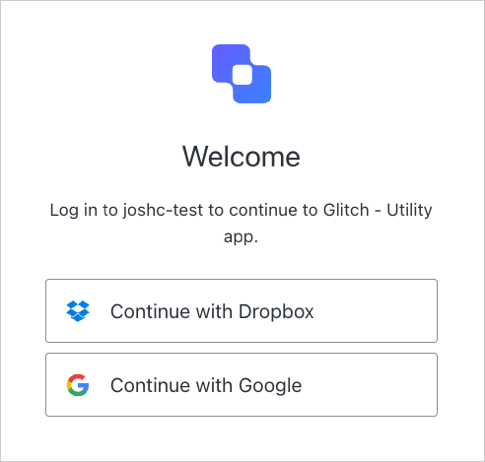 Welcome
Log in to joshc-test to continue to Glitch - Utility
app.
Continue with Dropbox
Continue with Google